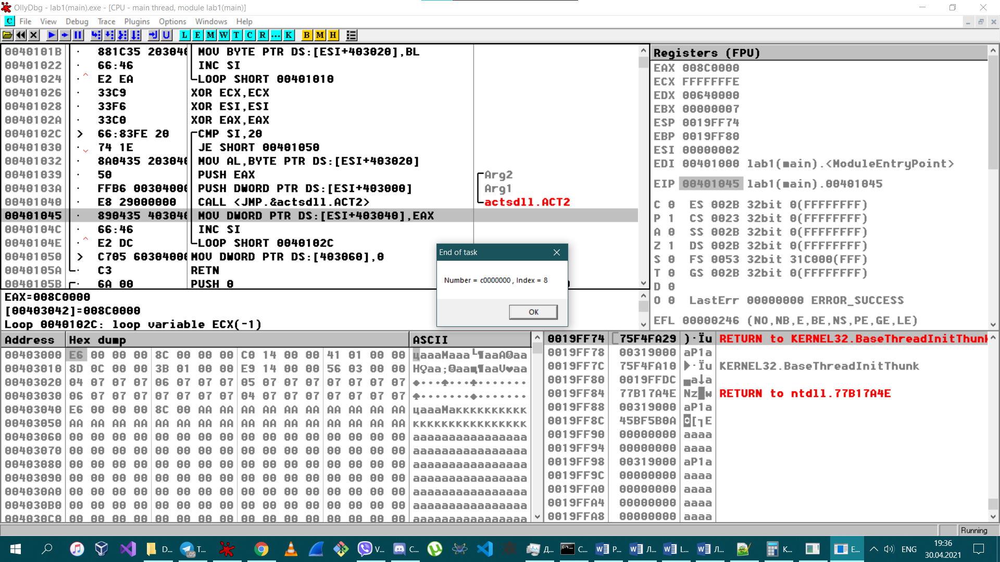 OllyDbg - lab1(main).exe - [CPU - main thread, module lab1(main)]
C File View Debug Trace Plugins Options Windows Help
L E M W T C R ... K B M H
0040101B · 881C35 203040 MOV BYTE PTR DS:[ESI+403020],BL
00401022 · 66:46 INC SI
00401024 ·^ E2 EA LOOP SHORT 00401010
00401026 · 33C9 XOR ECX,ECX
00401028 · 33F6 XOR ESI,ESI
0040102A · 33C0 XOR EAX,EAX
0040102C > 66:83FE 20 CMP SI,20
00401030 ·v 74 1E JE SHORT 00401050
00401032 · 8A0435 203040 MOV AL,BYTE PTR DS:[ESI+403020]
00401039 · 50 PUSH EAX Arg2
0040103A · FFB6 00304000 PUSH DWORD PTR DS:[ESI+403000] Arg1
00401040 · E8 29000000 CALL <JMP.&actsdll.ACT2> actsdll.ACT2
00401045 · 890435 403040 MOV DWORD PTR DS:[ESI+403040],EAX
0040104C · 66:46 INC SI
0040104E ·^ E2 DC LOOP SHORT 0040102C
00401050 > C705 60304000 MOV DWORD PTR DS:[403060],0
0040105A · C3 RETN
0040105B · 6A 00 PUSH 0
EAX=008C0000
[00403042]=008C0000
Loop 0040102C: loop variable ECX(-1)
Registers (FPU)
EAX 008C0000
ECX FFFFFFFE
EDX 00640000
EBX 00000007
ESP 0019FF74
EBP 0019FF80
ESI 00000002
EDI 00401000 lab1(main).<ModuleEntryPoint>
EIP 00401045 lab1(main).00401045
C 0 ES 002B 32bit 0(FFFFFFFF)
P 1 CS 0023 32bit 0(FFFFFFFF)
A 0 SS 002B 32bit 0(FFFFFFFF)
Z 1 DS 002B 32bit 0(FFFFFFFF)
S 0 FS 0053 32bit 31C000(FFF)
T 0 GS 002B 32bit 0(FFFFFFFF)
D 0
O 0 LastErr 00000000 ERROR_SUCCESS
EFL 00000246 (NO,NB,E,BE,NS,PE,GE,LE)
End of task
Number = c0000000 , Index = 8
OK
Address Hex dump ASCII
00403000 E6 00 00 00 8C 00 00 00 C0 14 00 00 41 01 00 00 цaaaМaaa└¶aaA☺aa
00403010 8D 0C 00 00 3B 01 00 00 E9 14 00 00 56 03 00 00 Н♀aa;☺aaщ¶aaV♥aa
00403020 04 07 07 07 06 07 07 07 05 07 07 07 07 07 07 07 ♦•••♠•••♣•••••••
00403030 06 07 07 07 07 07 07 07 04 07 07 07 07 07 07 07 ♠•••••••♦•••••••
00403040 E6 00 00 00 8C 00 AA AA AA AA AA AA AA AA AA AA цaaaМaкккккккккк
00403050 AA AA AA AA AA AA AA AA AA AA AA AA AA AA AA AA кккккккккккккккк
00403060 00 00 00 00 00 00 00 00 00 00 00 00 00 00 00 00 aaaaaaaaaaaaaaaa
00403070 00 00 00 00 00 00 00 00 00 00 00 00 00 00 00 00 aaaaaaaaaaaaaaaa
00403080 00 00 00 00 00 00 00 00 00 00 00 00 00 00 00 00 aaaaaaaaaaaaaaaa
00403090 00 00 00 00 00 00 00 00 00 00 00 00 00 00 00 00 aaaaaaaaaaaaaaaa
004030A0 00 00 00 00 00 00 00 00 00 00 00 00 00 00 00 00 aaaaaaaaaaaaaaaa
004030B0 00 00 00 00 00 00 00 00 00 00 00 00 00 00 00 00 aaaaaaaaaaaaaaaa
004030C0 00 00 00 00 00 00 00 00 00 00 00 00 00 00 00 00 aaaaaaaaaaaaaaaa
0019FF74 75F4FA29 )·Їu RETURN to KERNEL32.BaseThreadInitThunk
0019FF78 00319000 aP1a
0019FF7C 75F4FA10 ►·Їu KERNEL32.BaseThreadInitThunk
0019FF80 0019FFDC ▄a↓a
0019FF84 77B17A4E Nz▒w RETURN to ntdll.77B17A4E
0019FF88 00319000 aP1a
0019FF8C 45BF5B0A ◙[┐E
0019FF90 00000000 aaaa
0019FF94 00000000 aaaa
0019FF98 00319000 aP1a
0019FF9C 00000000 aaaa
0019FFA0 00000000 aaaa
0019FFA4 00000000 aaaa
0019FFA8 00000000 aaaa
Running
D... T... .05 V... C... Д... C... P... Л... L... Л... K... E... ENG 19:36
30.04.2021